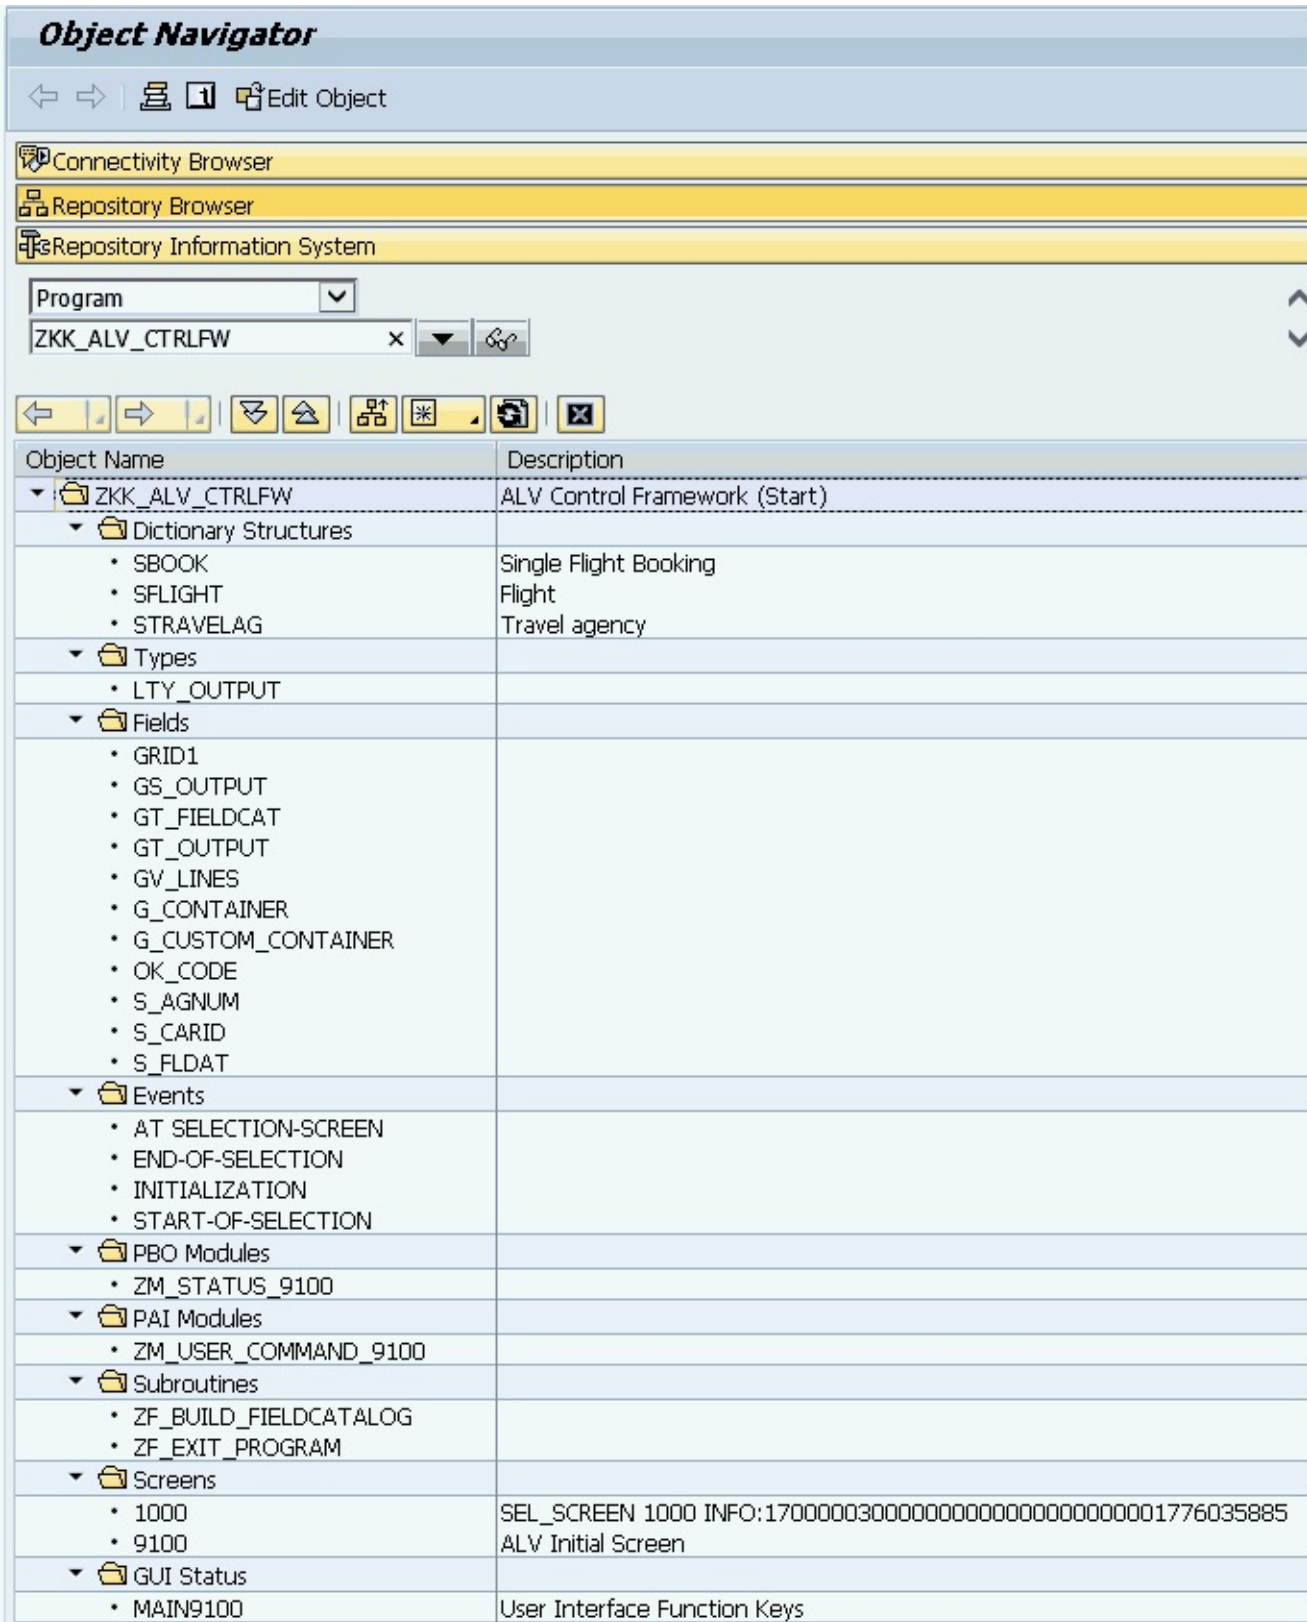 Object Navigator
Edit Object
Connectivity Browser
Repository Browser
Repository Information System
Program
ZKK_ALV_CTRLFW
Object Name Description
ZKK_ALV_CTRLFW ALV Control Framework (Start)
Dictionary Structures
SBOOK Single Flight Booking
SFLIGHT Flight
STRAVELAG Travel agency
Types
LTY_OUTPUT
Fields
GRID1
GS_OUTPUT
GT_FIELDCAT
GT_OUTPUT
GV_LINES
G_CONTAINER
G_CUSTOM_CONTAINER
OK_CODE
S_AGNUM
S_CARID
S_FLDAT
Events
AT SELECTION-SCREEN
END-OF-SELECTION
INITIALIZATION
START-OF-SELECTION
PBO Modules
ZM_STATUS_9100
PAI Modules
ZM_USER_COMMAND_9100
Subroutines
ZF_BUILD_FIELDCATALOG
ZF_EXIT_PROGRAM
Screens
1000 SEL_SCREEN 1000
9100 ALV Initial Screen
GUI Status
MAIN9100 User Interface Function Keys